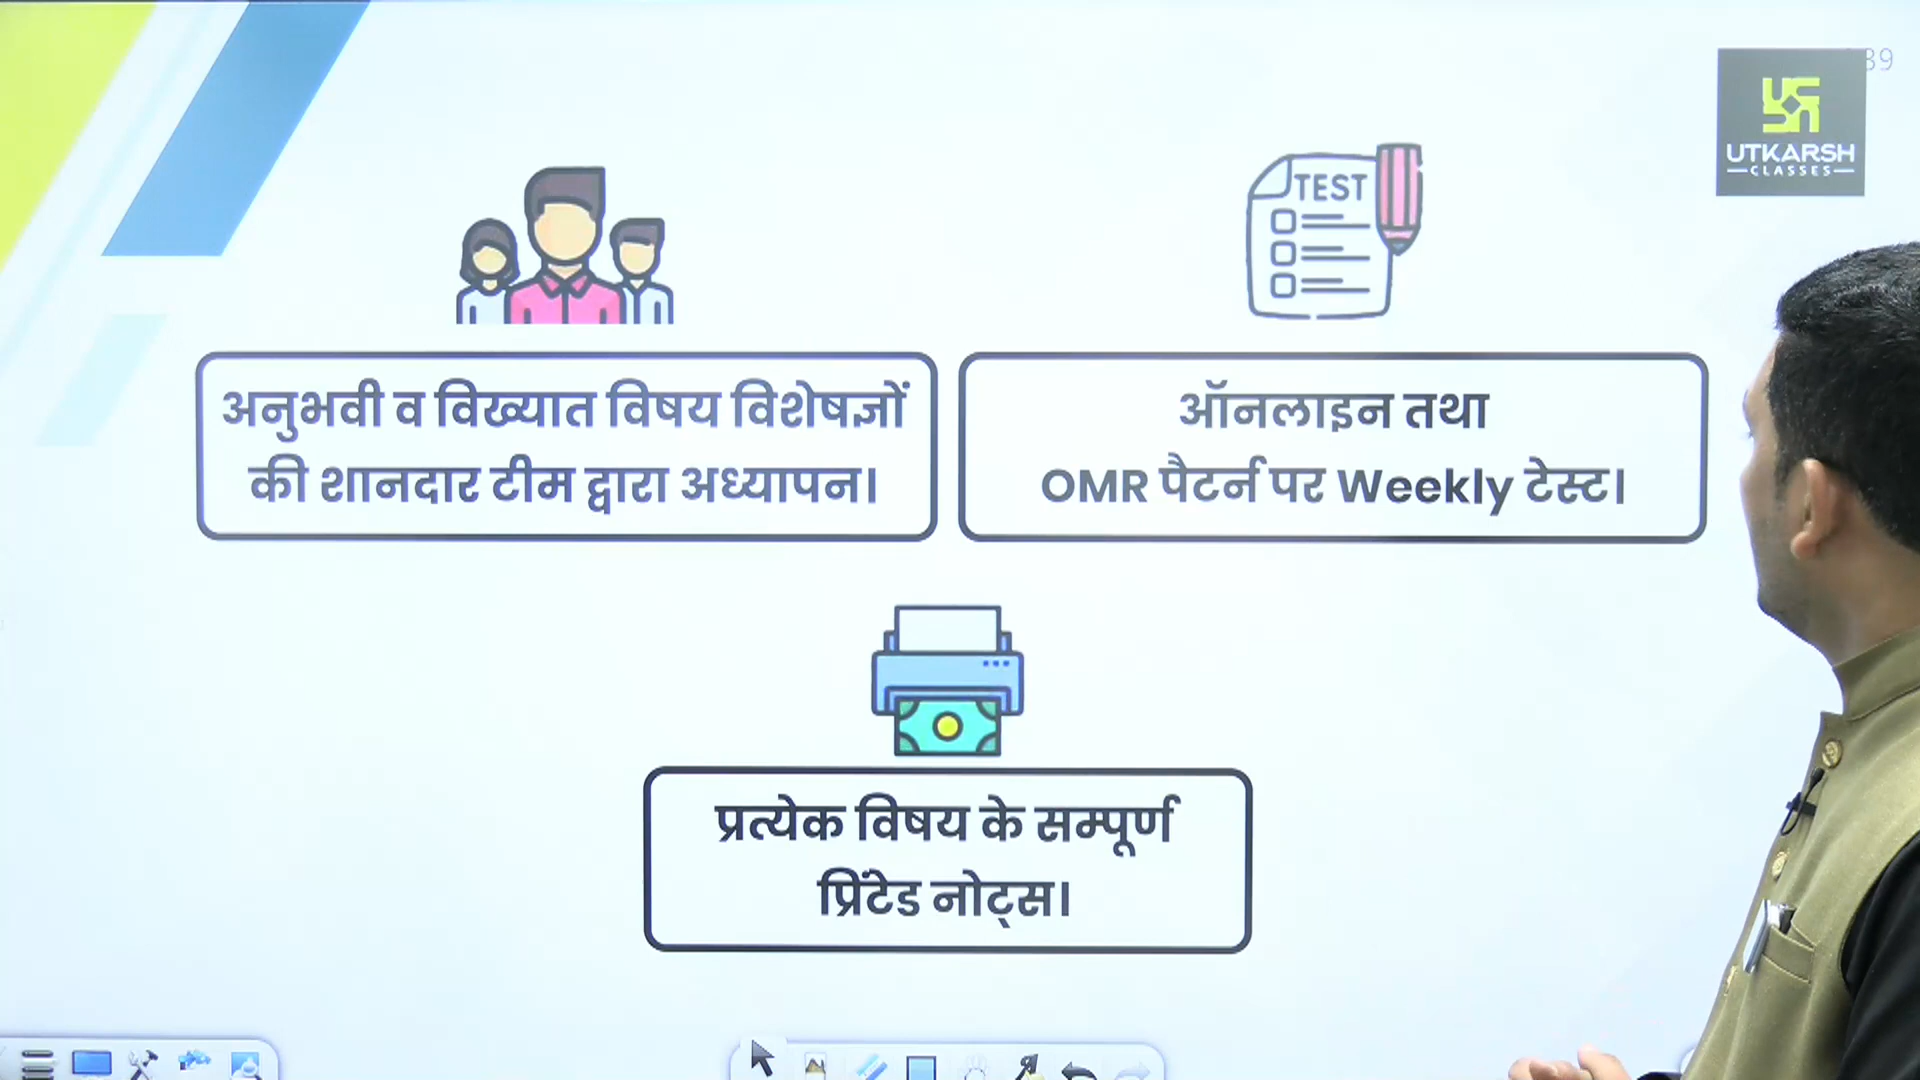 39
UTKARSH
CLASSES
TEST
अनुभवी व विख्यात विषय विशेषज्ञों
की शानदार टीम द्वारा अध्यापन।
ऑनलाइन तथा
OMR पैटर्न पर Weekly टेस्ट।
प्रत्येक विषय के सम्पूर्ण
प्रिंटेड नोट्स।